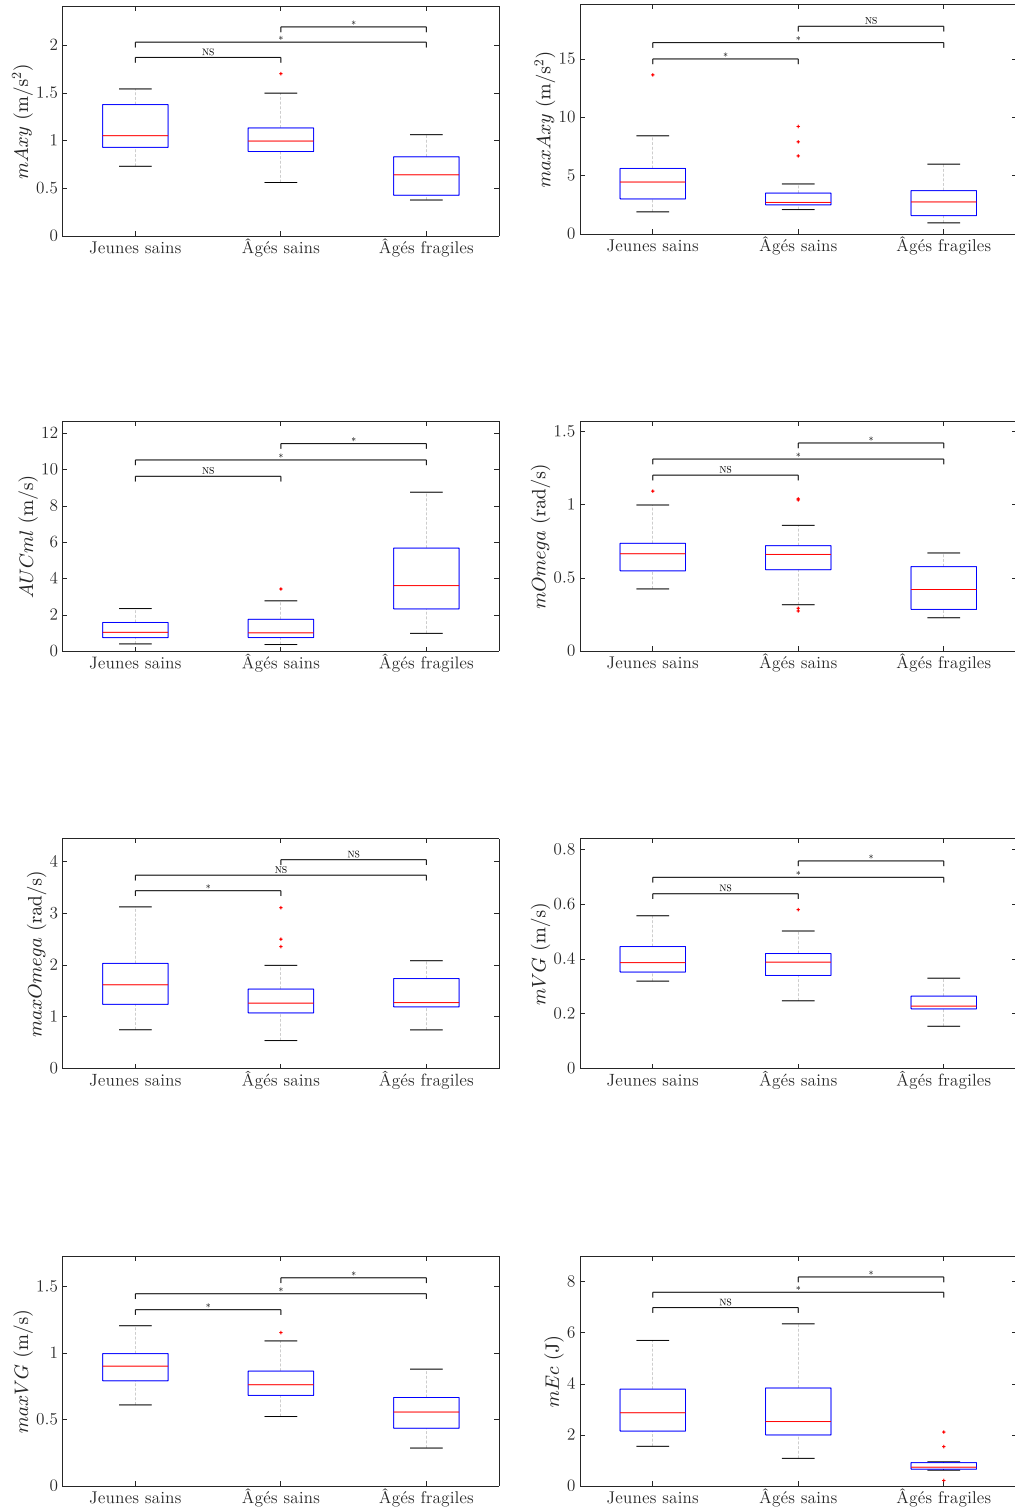 *
*
NS
2
1.5
1
0.5
0
mAxy (m/s²)
Jeunes sains Âgés sains Âgés fragiles
NS
*
*
15
10
5
0
maxAxy (m/s²)
Jeunes sains Âgés sains Âgés fragiles
*
*
NS
12
10
8
6
4
2
0
AUCml (m/s)
Jeunes sains Âgés sains Âgés fragiles
*
*
NS
1.5
1
0.5
0
mOmega (rad/s)
Jeunes sains Âgés sains Âgés fragiles
NS
NS
*
4
3
2
1
0
maxOmega (rad/s)
Jeunes sains Âgés sains Âgés fragiles
*
*
NS
0.8
0.6
0.4
0.2
0
mVG (m/s)
Jeunes sains Âgés sains Âgés fragiles
*
*
*
1.5
1
0.5
0
maxVG (m/s)
Jeunes sains Âgés sains Âgés fragiles
*
*
NS
8
6
4
2
0
mEc (J)
Jeunes sains Âgés sains Âgés fragiles